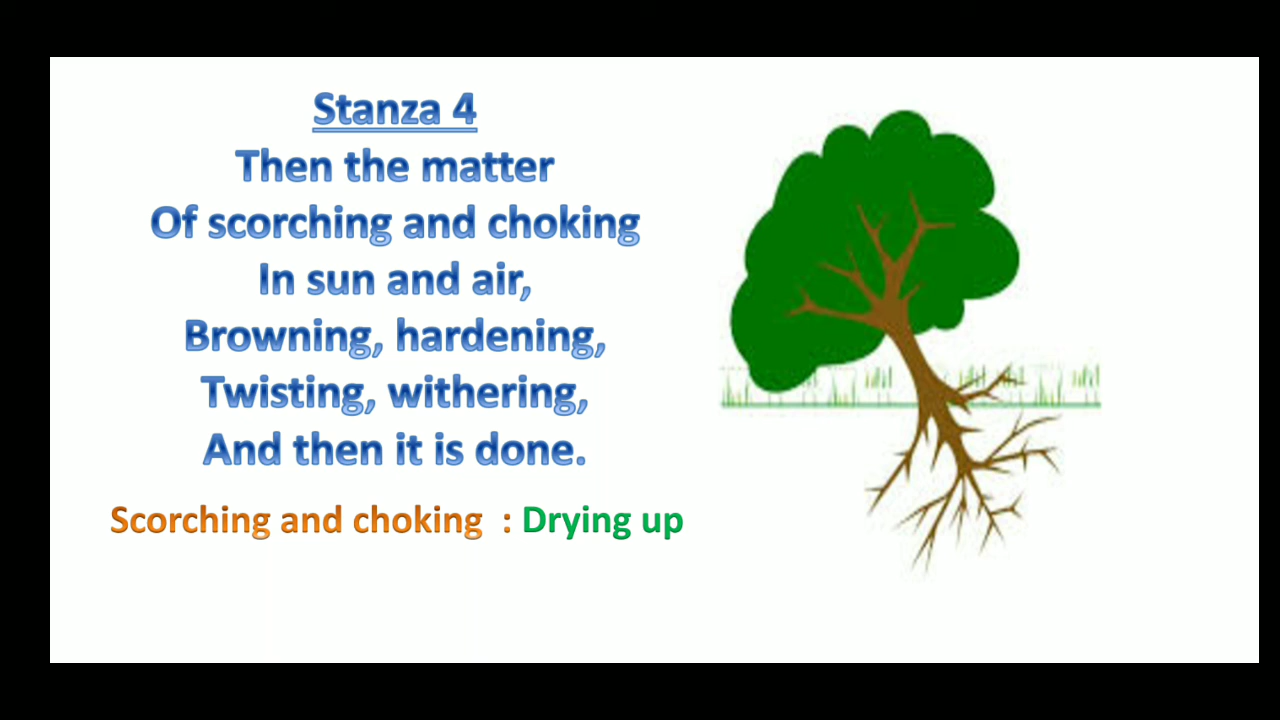 Stanza 4
Then the matter
Of scorching and choking
In sun and air,
Browning, hardening,
Twisting, withering,
And then it is done.
Scorching and choking : Drying up